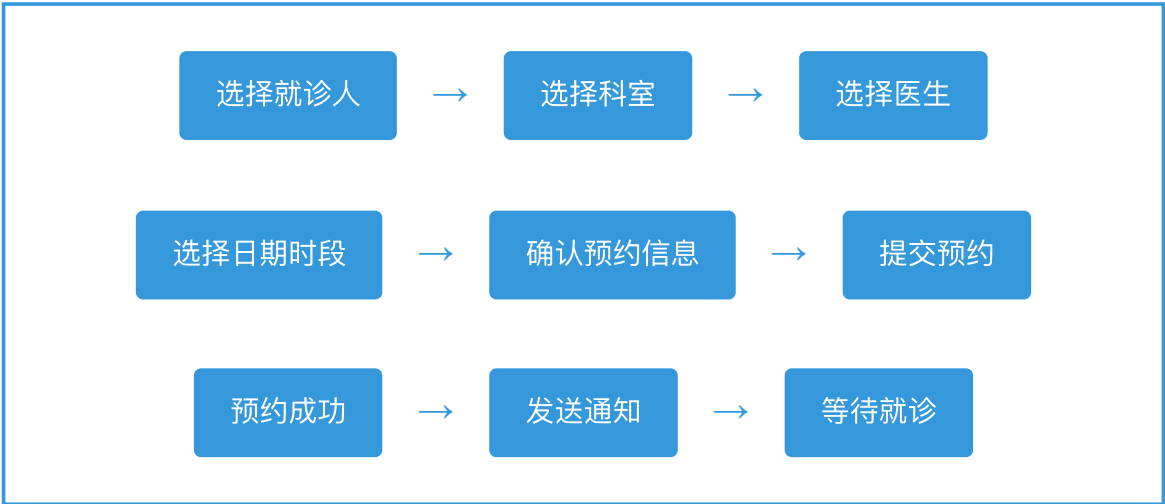 选择就诊人 → 选择科室 → 选择医生
选择日期时段 → 确认预约信息 → 提交预约
预约成功 → 发送通知 → 等待就诊